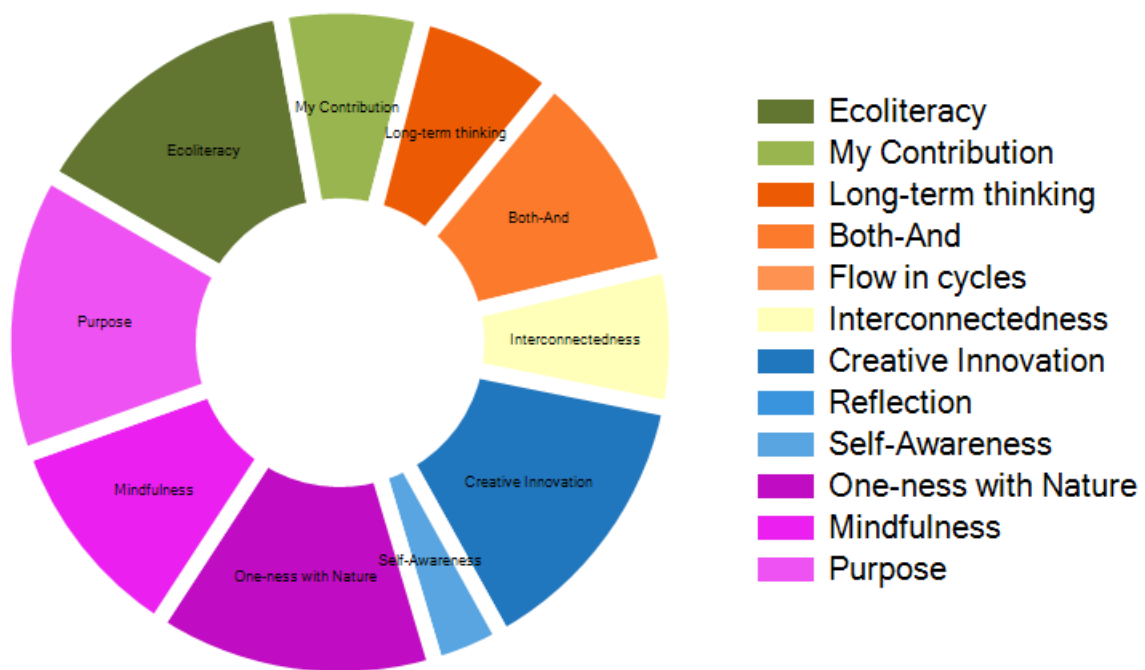 My Contribution
Long-term thinking
Ecoliteracy
Both-And
Purpose
Interconnectedness
Mindfulness
Creative Innovation
Self-Awareness
One-ness with Nature
Ecoliteracy
My Contribution
Long-term thinking
Both-And
Flow in cycles
Interconnectedness
Creative Innovation
Reflection
Self-Awareness
One-ness with Nature
Mindfulness
Purpose